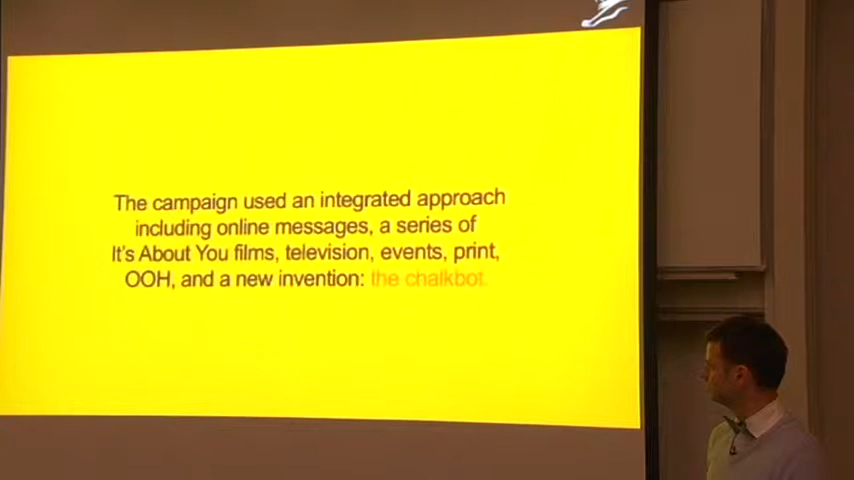 The campaign used an integrated approach
including online messages, a series of
It's About You films, television, events, print,
OOH, and a new invention: the chalkbot.